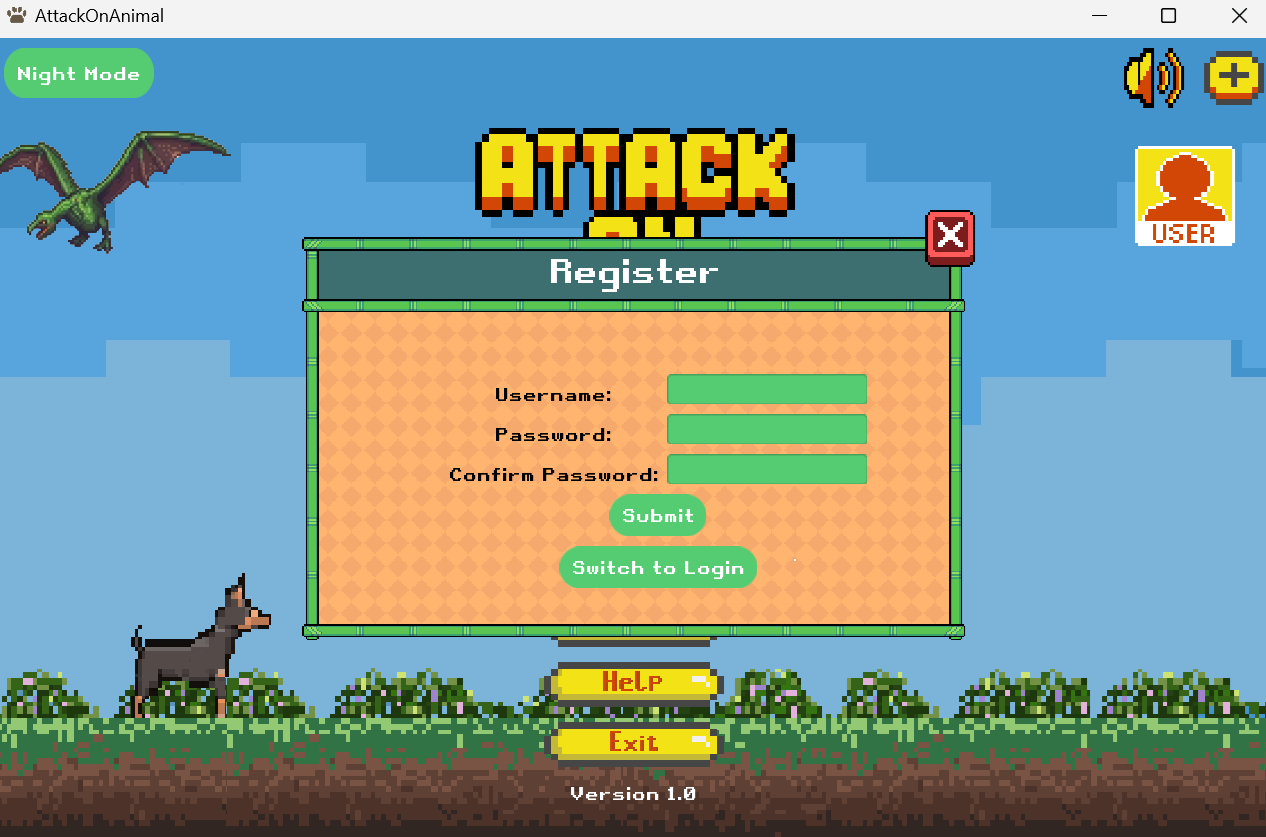 AttackOnAnimal
Night Mode
ATTACK
USER
Register
Username:
Password:
Confirm Password:
Submit
Switch to Login
Help
Exit
Version 1.0